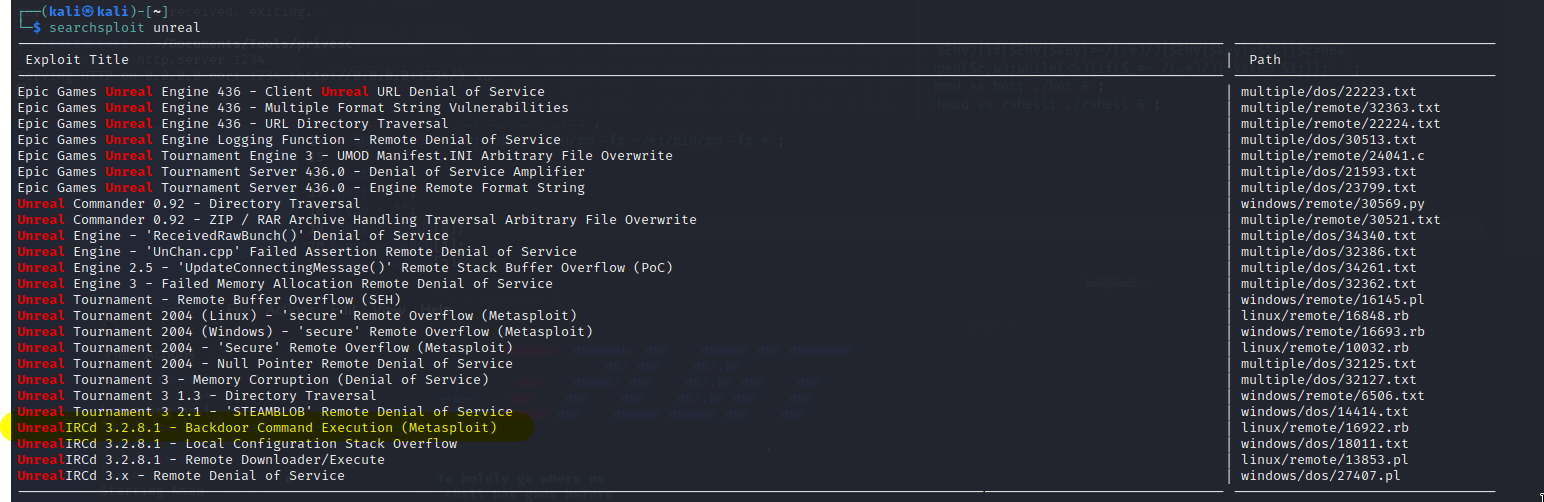 (kali㉿kali)-[~]
$ searchsploit unreal
Exploit Title | Path
Epic Games Unreal Engine 436 - Client Unreal URL Denial of Service | multiple/dos/22223.txt
Epic Games Unreal Engine 436 - Multiple Format String Vulnerabilities | multiple/remote/32363.txt
Epic Games Unreal Engine 436 - URL Directory Traversal | multiple/remote/22224.txt
Epic Games Unreal Engine Logging Function - Remote Denial of Service | multiple/dos/30513.txt
Epic Games Unreal Tournament Engine 3 - UMOD Manifest.INI Arbitrary File Overwrite | multiple/remote/24041.c
Epic Games Unreal Tournament Server 436.0 - Denial of Service Amplifier | multiple/dos/21593.txt
Epic Games Unreal Tournament Server 436.0 - Engine Remote Format String | multiple/dos/23799.txt
Unreal Commander 0.92 - Directory Traversal | windows/remote/30569.py
Unreal Commander 0.92 - ZIP / RAR Archive Handling Traversal Arbitrary File Overwrite | multiple/remote/30521.txt
Unreal Engine - 'ReceivedRawBunch()' Denial of Service | multiple/dos/34340.txt
Unreal Engine - 'UnChan.cpp' Failed Assertion Remote Denial of Service | multiple/dos/32386.txt
Unreal Engine 2.5 - 'UpdateConnectingMessage()' Remote Stack Buffer Overflow (PoC) | multiple/dos/34261.txt
Unreal Engine 3 - Failed Memory Allocation Remote Denial of Service | multiple/dos/32362.txt
Unreal Tournament - Remote Buffer Overflow (SEH) | windows/remote/16145.pl
Unreal Tournament 2004 (Linux) - 'secure' Remote Overflow (Metasploit) | linux/remote/16848.rb
Unreal Tournament 2004 (Windows) - 'secure' Remote Overflow (Metasploit) | windows/remote/16693.rb
Unreal Tournament 2004 - 'Secure' Remote Overflow (Metasploit) | linux/remote/10032.rb
Unreal Tournament 2004 - Null Pointer Remote Denial of Service | multiple/dos/32125.txt
Unreal Tournament 3 - Memory Corruption (Denial of Service) | multiple/dos/32127.txt
Unreal Tournament 3 1.3 - Directory Traversal | windows/remote/6506.txt
Unreal Tournament 3 2.1 - 'STEAMBLOB' Remote Denial of Service | windows/dos/14414.txt
UnrealIRCd 3.2.8.1 - Backdoor Command Execution (Metasploit) | linux/remote/16922.rb
UnrealIRCd 3.2.8.1 - Local Configuration Stack Overflow | windows/dos/18011.txt
UnrealIRCd 3.2.8.1 - Remote Downloader/Execute | linux/remote/13853.pl
UnrealIRCd 3.x - Remote Denial of Service | windows/dos/27407.pl